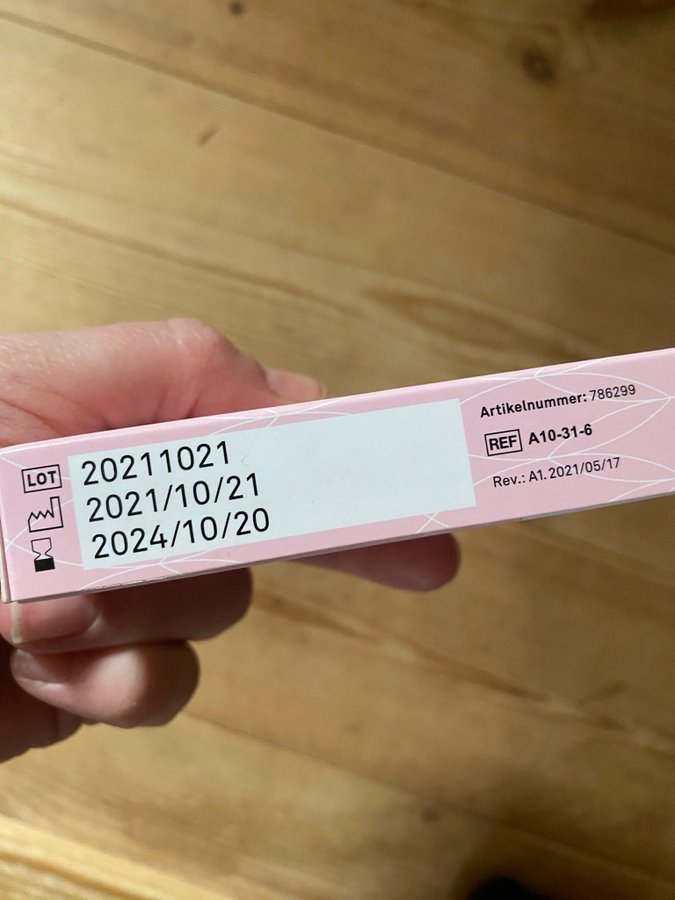 LOT 20211021
2021/10/21
2024/10/20
Artikelnummer: 786299
REF A10-31-6
Rev.: A1. 2021/05/17